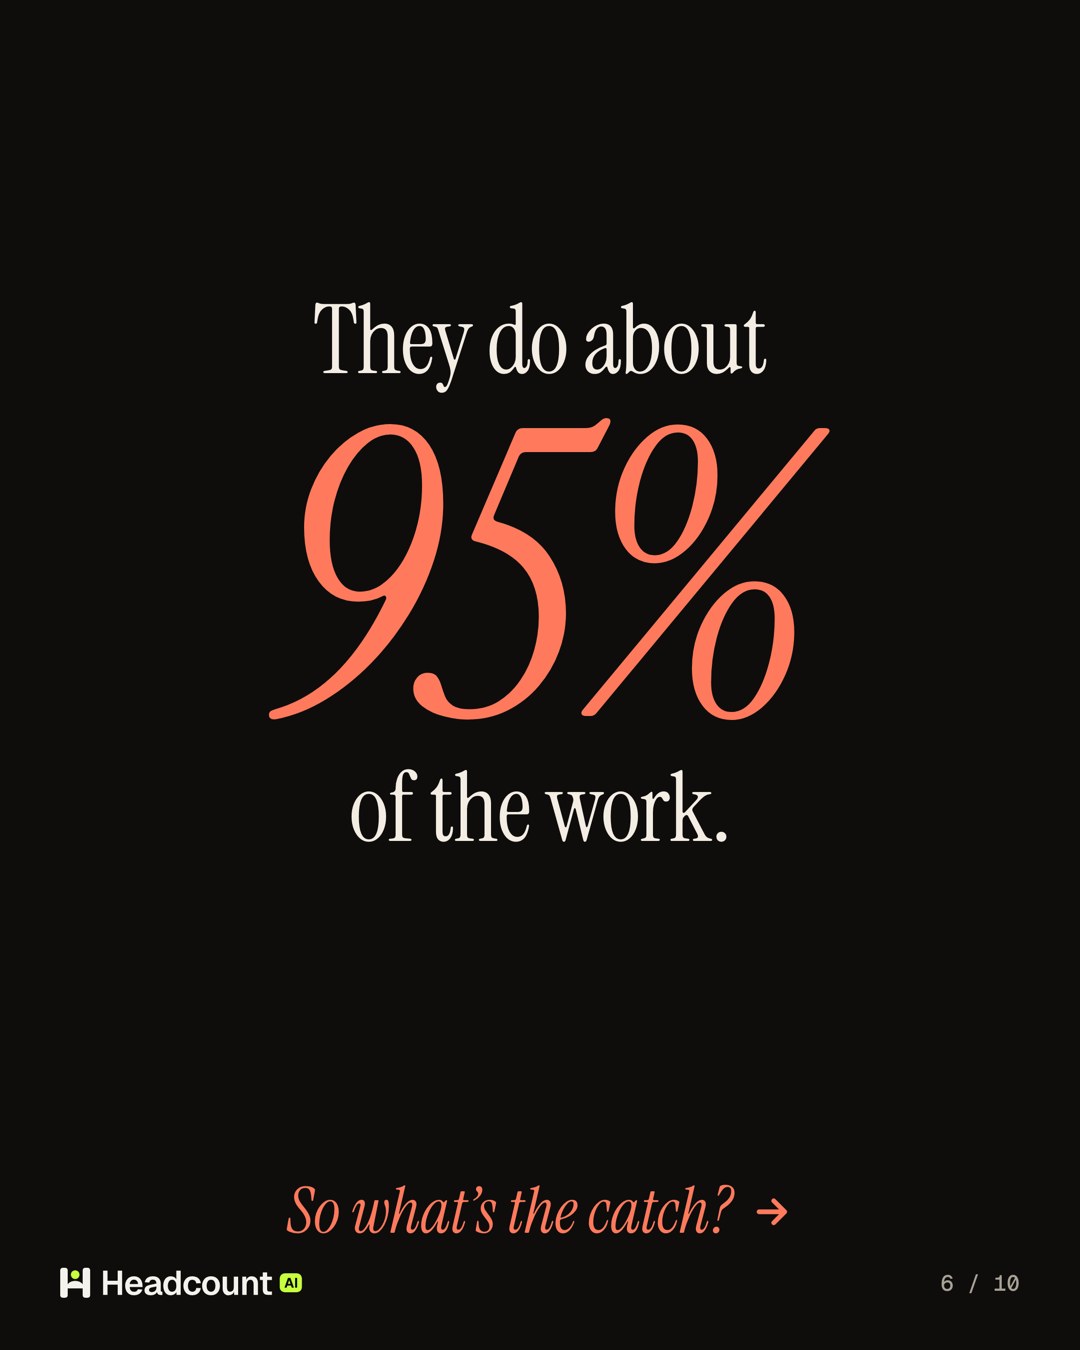 They do about
95%
of the work.
So what’s the catch? →
Headcount AI
6 / 10